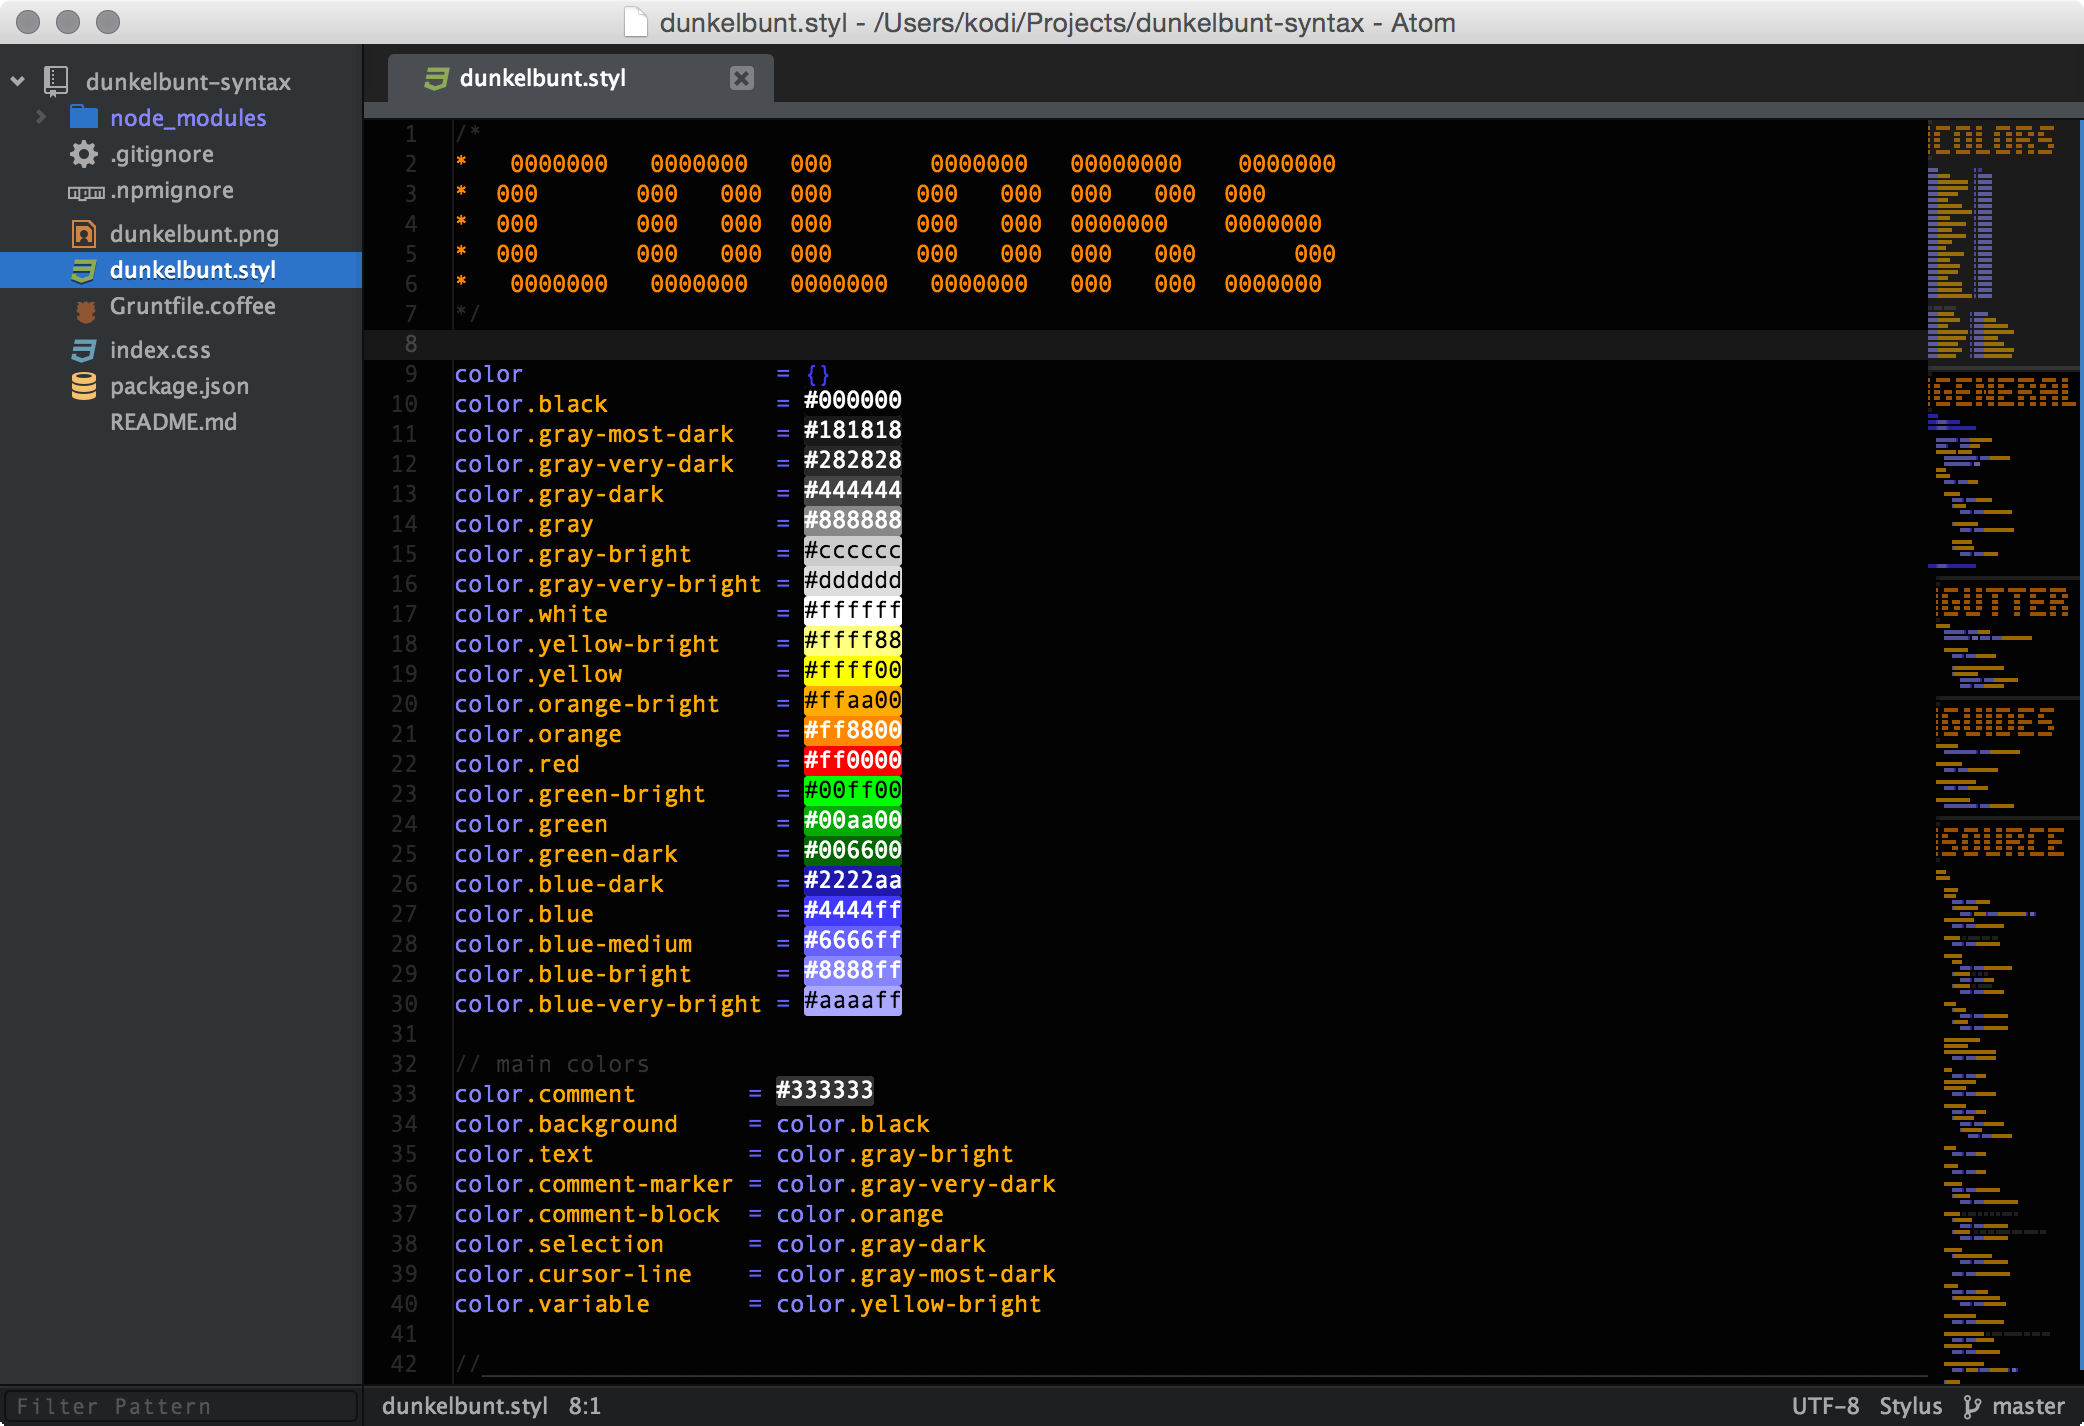 dunkelbunt.styl - /Users/kodi/Projects/dunkelbunt-syntax - Atom
dunkelbunt-syntax
node_modules
.gitignore
npm .npmignore
dunkelbunt.png
dunkelbunt.styl
Gruntfile.coffee
index.css
package.json
README.md
Filter Pattern
dunkelbunt.styl
1 /*
2 *   0000000   0000000   000       0000000   00000000    0000000
3 *  000       000   000  000      000   000  000   000  000
4 *  000       000   000  000      000   000  0000000    0000000
5 *  000       000   000  000      000   000  000   000       000
6 *   0000000   0000000   0000000   0000000   000   000  0000000
7 */
8
9 color                  = {}
10 color.black            = #000000
11 color.gray-most-dark   = #181818
12 color.gray-very-dark   = #282828
13 color.gray-dark        = #444444
14 color.gray             = #888888
15 color.gray-bright      = #cccccc
16 color.gray-very-bright = #dddddd
17 color.white            = #ffffff
18 color.yellow-bright    = #ffff88
19 color.yellow           = #ffff00
20 color.orange-bright    = #ffaa00
21 color.orange           = #ff8800
22 color.red              = #ff0000
23 color.green-bright     = #00ff00
24 color.green            = #00aa00
25 color.green-dark       = #006600
26 color.blue-dark        = #2222aa
27 color.blue             = #4444ff
28 color.blue-medium      = #6666ff
29 color.blue-bright      = #8888ff
30 color.blue-very-bright = #aaaaff
31
32 // main colors
33 color.comment        = #333333
34 color.background     = color.black
35 color.text           = color.gray-bright
36 color.comment-marker = color.gray-very-dark
37 color.comment-block  = color.orange
38 color.selection      = color.gray-dark
39 color.cursor-line    = color.gray-most-dark
40 color.variable       = color.yellow-bright
41
42 //
COLORS
GENERAL
GUTTER
GUIDES
SOURCE
dunkelbunt.styl 8:1
UTF-8 Stylus master